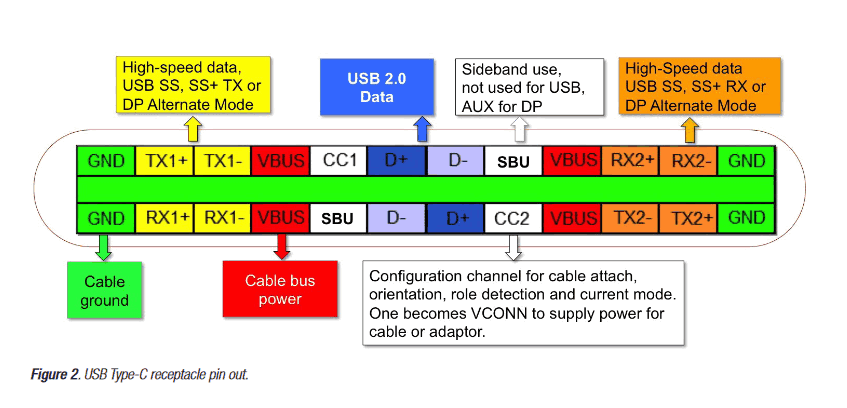 High-speed data,
USB SS, SS+ TX or
DP Alternate Mode
USB 2.0
Data
Sideband use,
not used for USB,
AUX for DP
High-Speed data
USB SS, SS+ RX or
DP Alternate Mode
GND TX1+ TX1- VBUS CC1 D+ D- SBU VBUS RX2+ RX2- GND
GND RX1+ RX1- VBUS SBU D- D+ CC2 VBUS TX2- TX2+ GND
Cable
ground
Cable bus
power
Configuration channel for cable attach,
orientation, role detection and current mode.
One becomes VCONN to supply power for
cable or adaptor.
Figure 2. USB Type-C receptacle pin out.